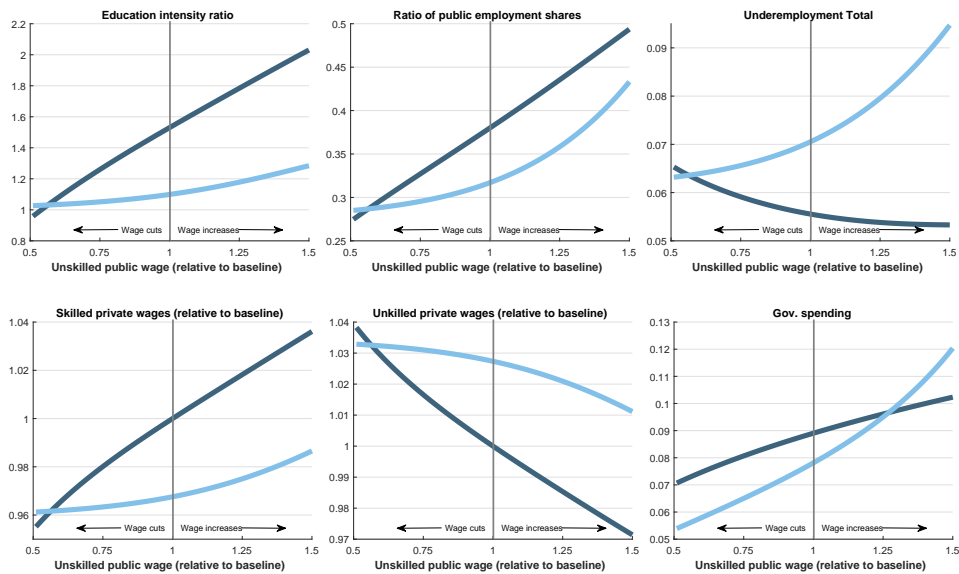 Education intensity ratio
2.2
2
1.8
1.6
1.4
1.2
1
0.8
Wage cuts
Wage increases
0.5
0.75
1
1.25
1.5
Unskilled public wage (relative to baseline)
Ratio of public employment shares
0.5
0.45
0.4
0.35
0.3
0.25
Wage cuts
Wage increases
0.5
0.75
1
1.25
1.5
Unskilled public wage (relative to baseline)
Underemployment Total
0.09
0.08
0.07
0.06
0.05
Wage cuts
Wage increases
0.5
0.75
1
1.25
1.5
Unskilled public wage (relative to baseline)
Skilled private wages (relative to baseline)
1.04
1.02
1
0.98
0.96
Wage cuts
Wage increases
0.5
0.75
1
1.25
1.5
Unskilled public wage (relative to baseline)
Unkilled private wages (relative to baseline)
1.04
1.03
1.02
1.01
1
0.99
0.98
0.97
Wage cuts
Wage increases
0.5
0.75
1
1.25
1.5
Unskilled public wage (relative to baseline)
Gov. spending
0.13
0.12
0.11
0.1
0.09
0.08
0.07
0.06
0.05
Wage cuts
Wage increases
0.5
0.75
1
1.25
1.5
Unskilled public wage (relative to baseline)